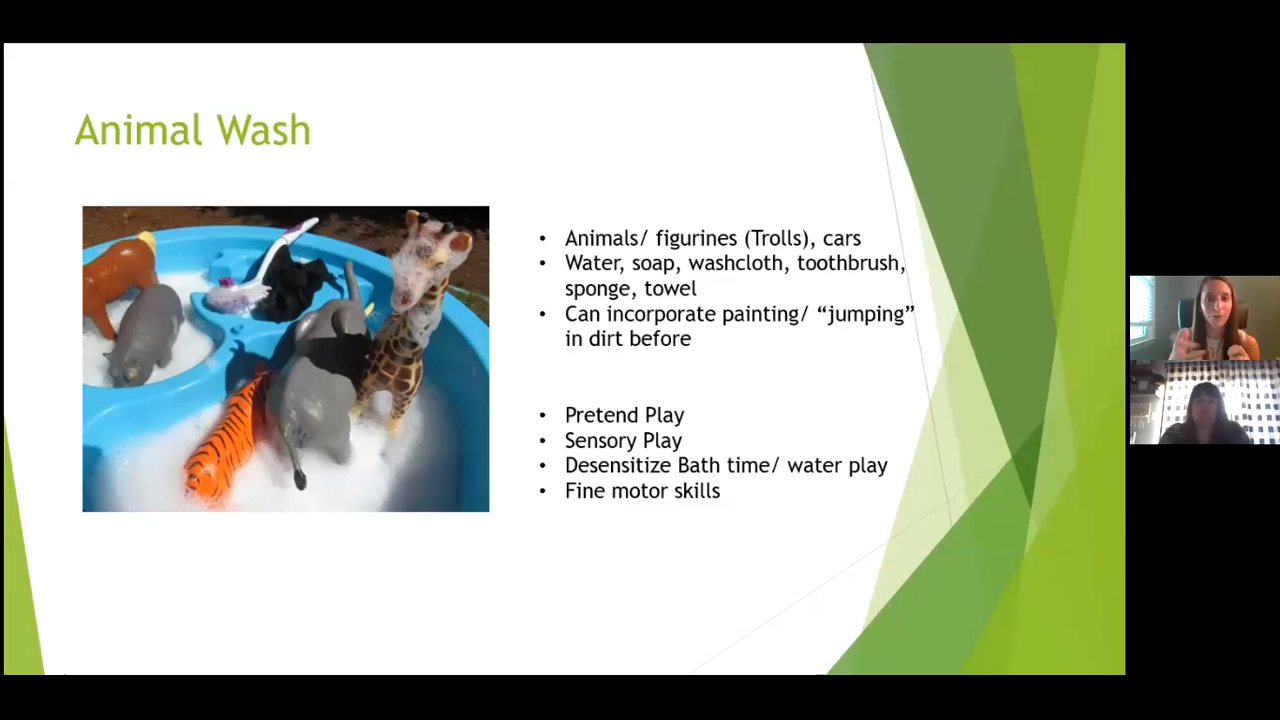 Animal Wash
• Animals/ figurines (Trolls), cars
• Water, soap, washcloth, toothbrush,
sponge, towel
• Can incorporate painting/ “jumping”
in dirt before
• Pretend Play
• Sensory Play
• Desensitize Bath time/ water play
• Fine motor skills